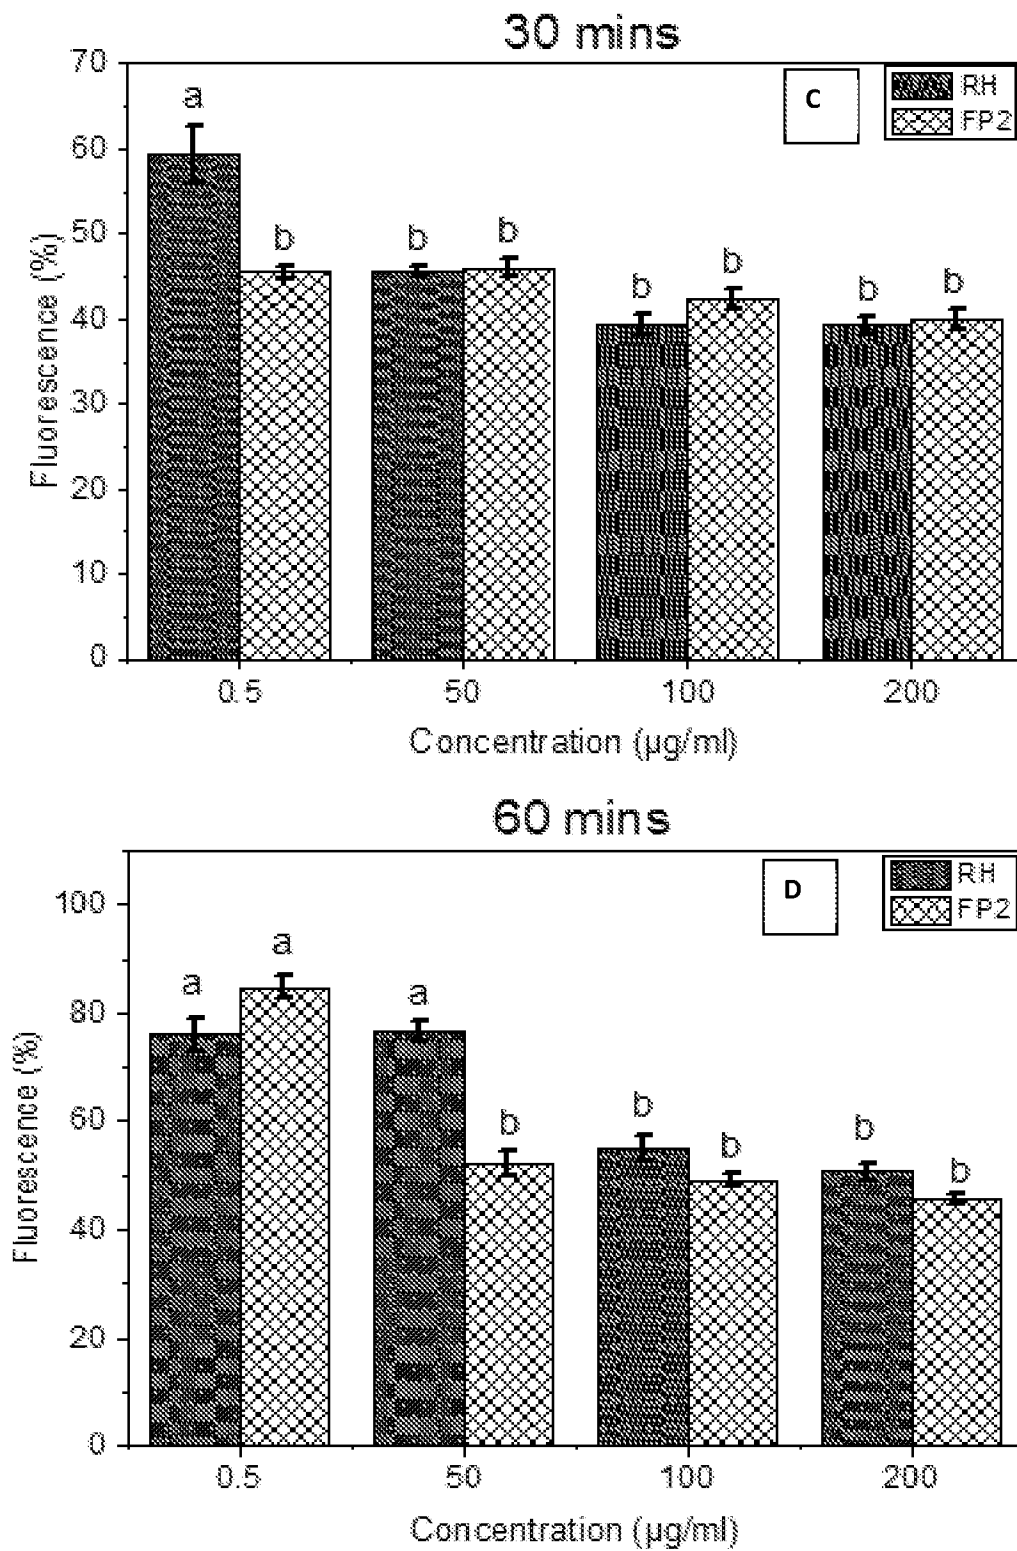 30 mins
70
60
50
40
30
20
10
0
Fluorescence (%)
C
RH
FP2
a
b
b
b
b
b
b
b
0.5 50 100 200
Concentration (µg/ml)
60 mins
100
80
60
40
20
0
Fluorescence (%)
D
RH
FP2
a
a
a
b
b
b
b
b
0.5 50 100 200
Concentration (µg/ml)